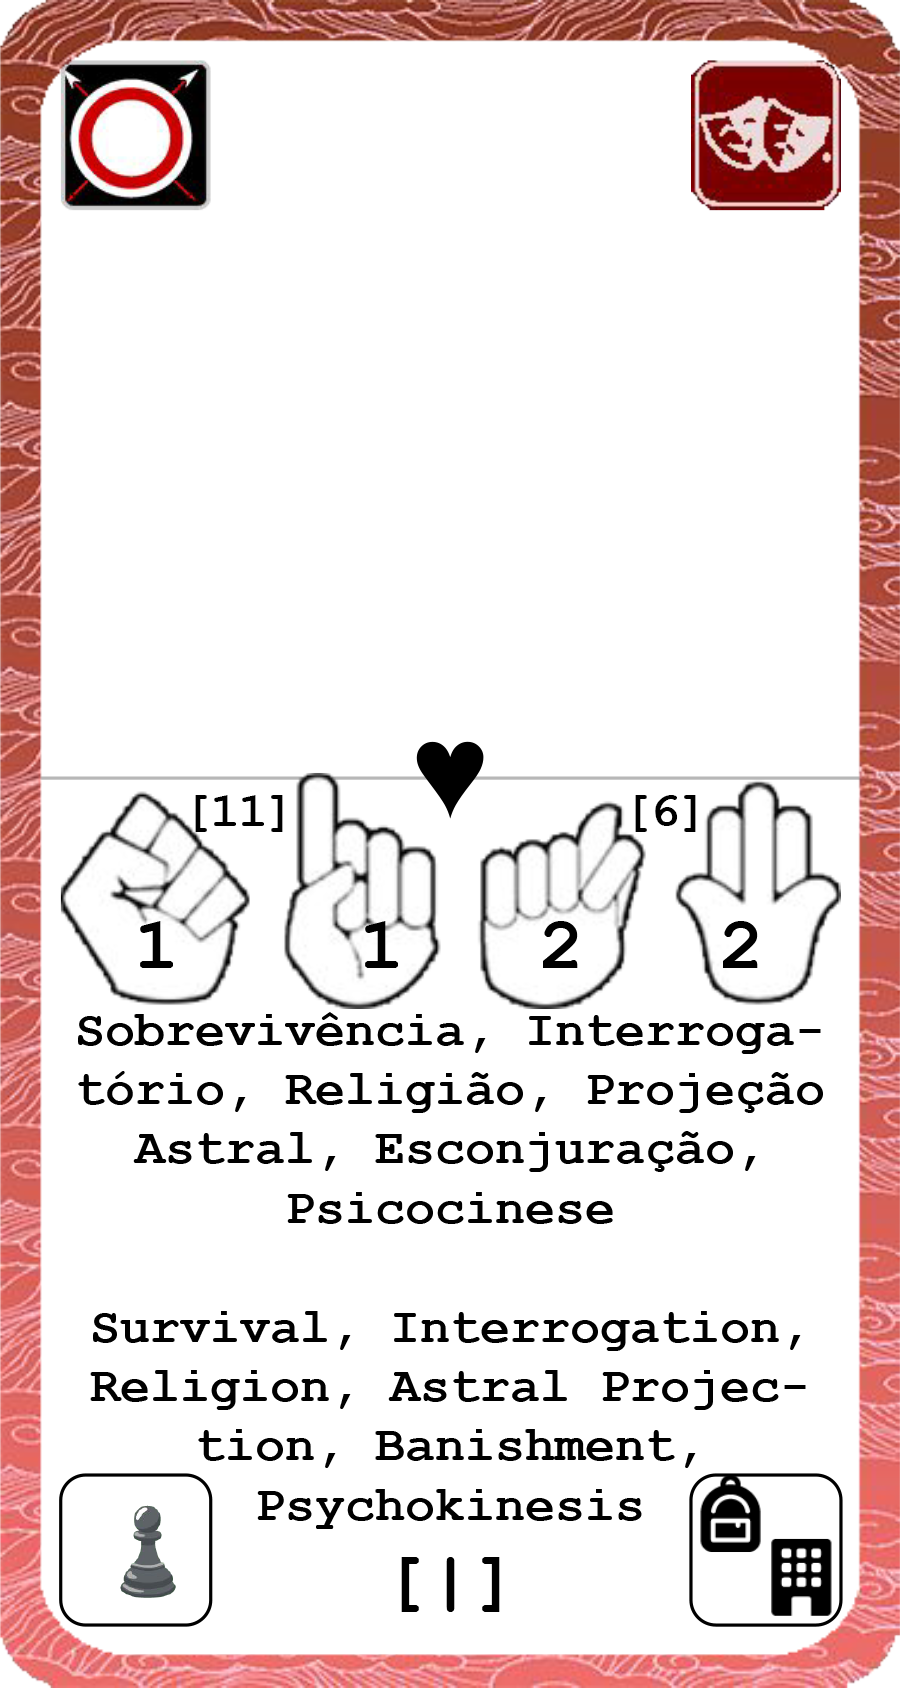 ♥
[11] [6]
1 1 2 2
Sobrevivência, Interroga-
tório, Religião, Projeção
Astral, Esconjuração,
Psicocinese
Survival, Interrogation,
Religion, Astral Projec-
tion, Banishment,
Psychokinesis
[|]